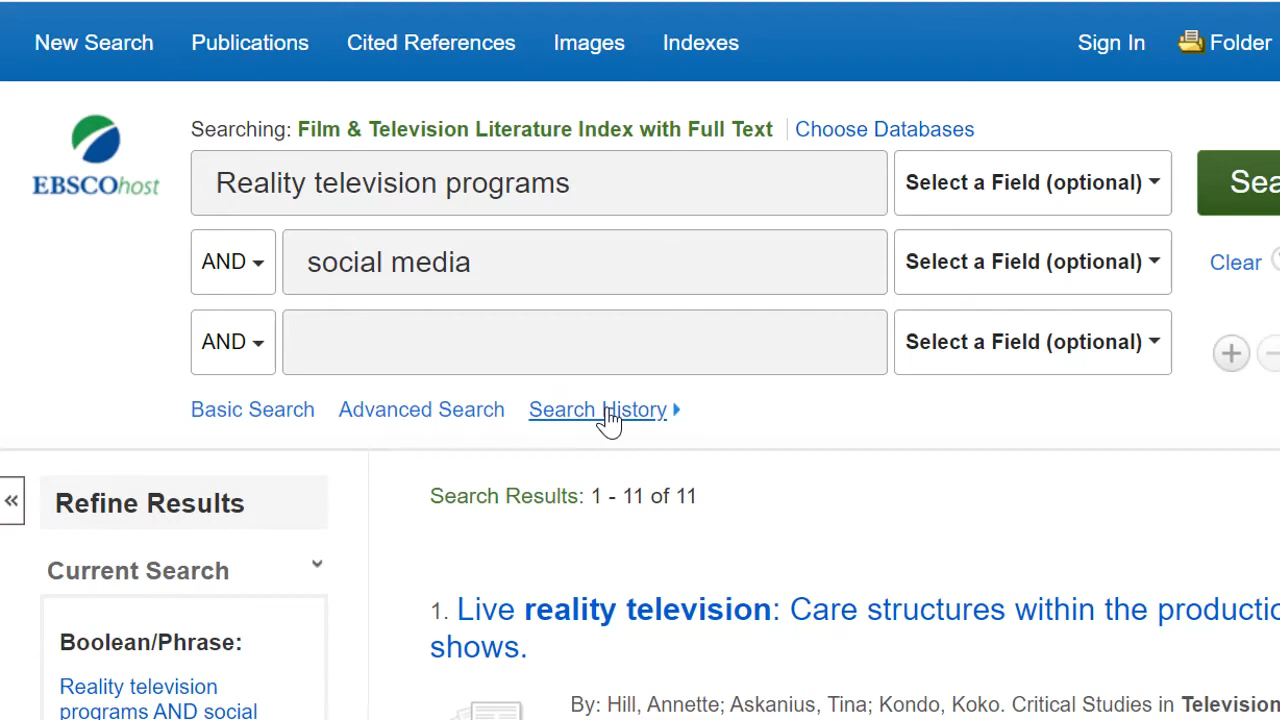 New Search Publications Cited References Images Indexes Sign In Folder
Searching: Film & Television Literature Index with Full Text Choose Databases
EBSCOhost
Reality television programs Select a Field (optional)
AND social media Select a Field (optional) Clear
AND Select a Field (optional)
Basic Search Advanced Search Search History
«
Refine Results
Search Results: 1 - 11 of 11
Current Search
1. Live reality television: Care structures within the
shows.
Boolean/Phrase:
Reality television
programs AND social
By: Hill, Annette; Askanius, Tina; Kondo, Koko. Critical Studies in Television